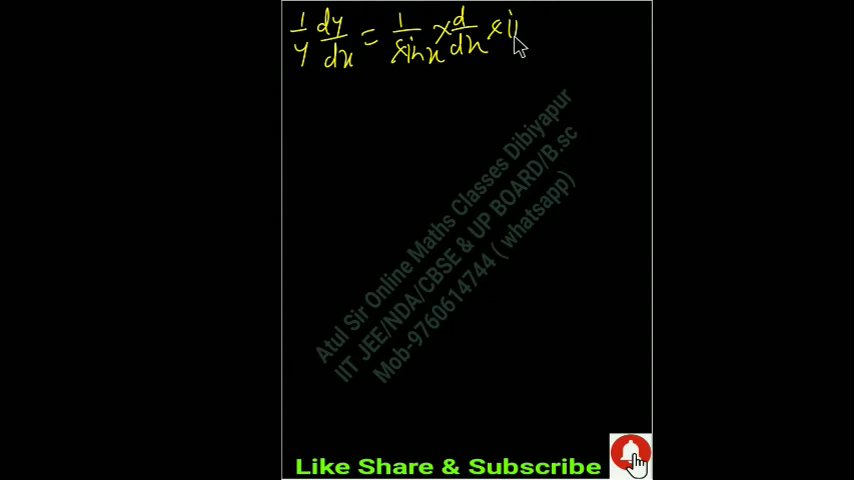 1/y dy/dx = 1/sinx × d/dx si
Atul Sir Online Maths Classes Dibiyapur
IIT JEE/NDA/CBSE & UP BOARD/B.sc
Mob-9760614744 ( whatsapp)
Like Share & Subscribe